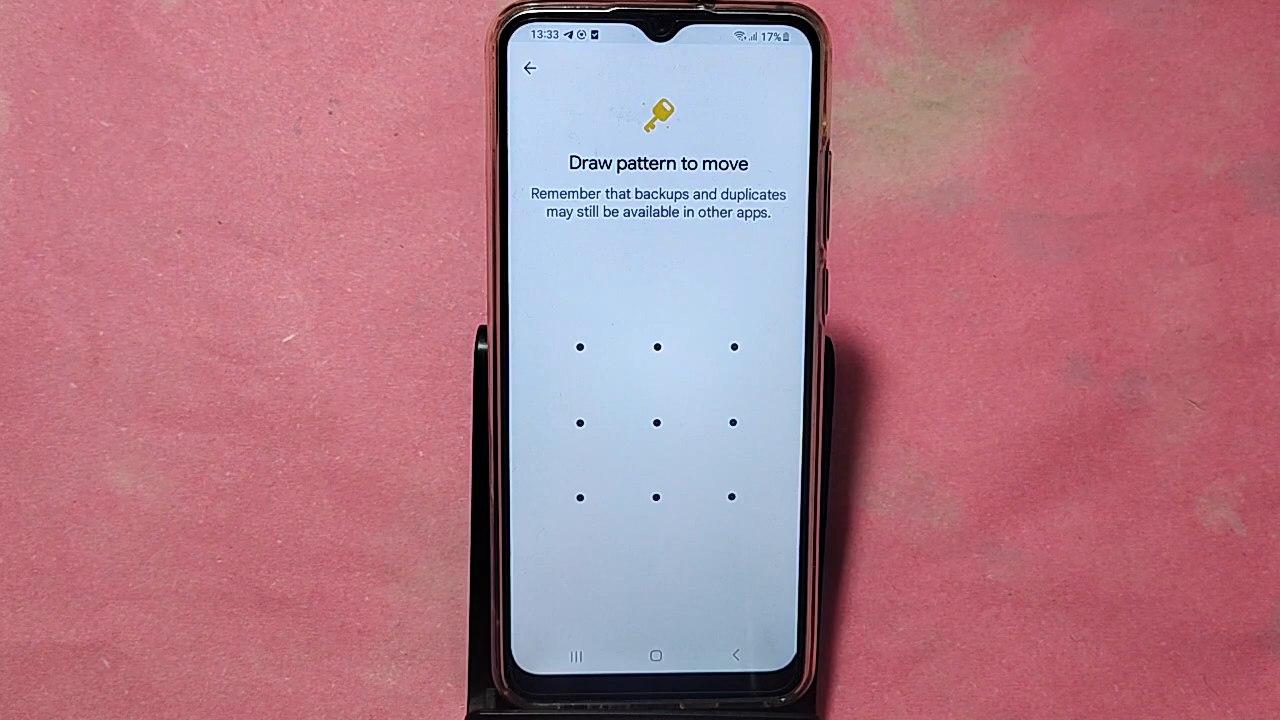 13:33
17%
Draw pattern to move
Remember that backups and duplicates
may still be available in other apps.